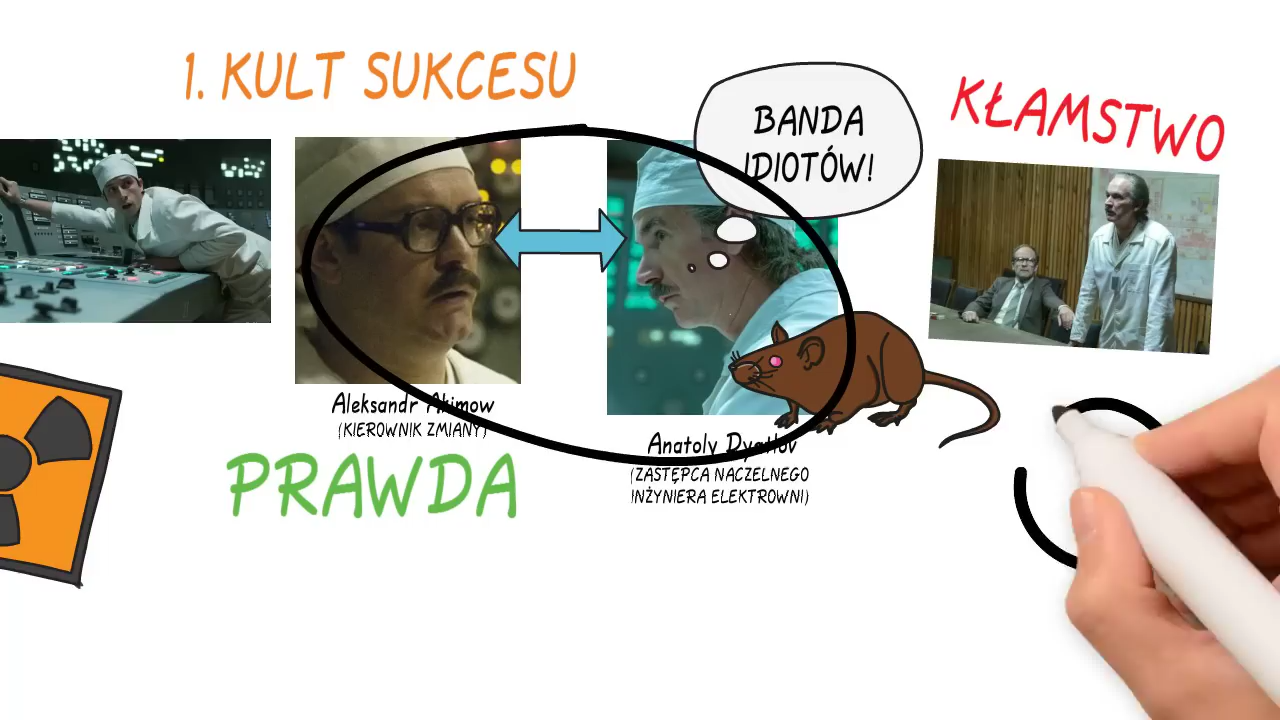 1. KULT SUKCESU
BANDA
IDIOTÓW!
KŁAMSTWO
Aleksandr Akimow
(KIEROWNIK ZMIANY)
PRAWDA
Anatoly Dyatlov
(ZASTĘPCA NACZELNEGO
INŻYNIERA ELEKTROWNI)